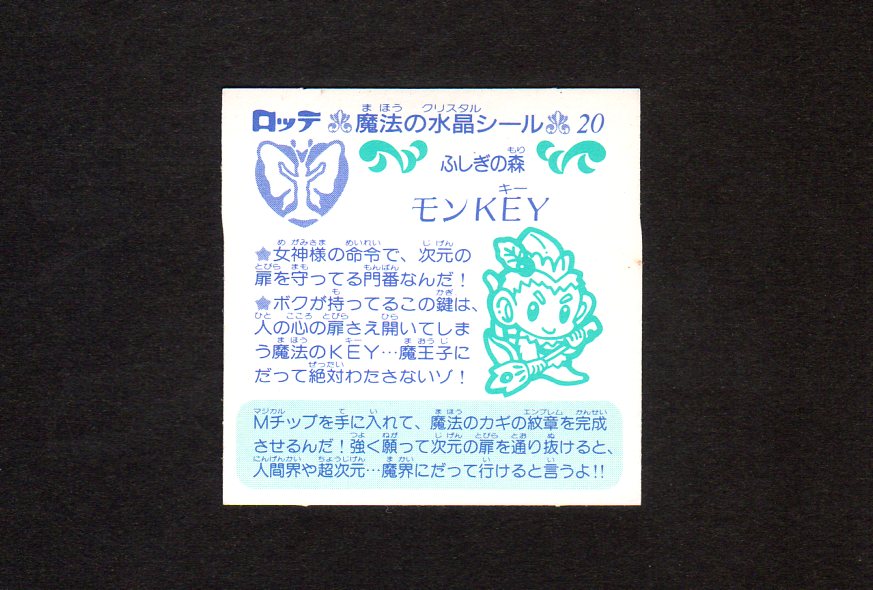 ロッテ 魔法の水晶シール 20
ふしぎの森
モンKEY
★女神様の命令で、次元の
扉を守ってる門番なんだ！
★ボクが持ってるこの鍵は、
人の心の扉さえ開いてしま
う魔法のKEY…魔王子に
だって絶対わたさないゾ！
Mチップを手に入れて、魔法のカギの紋章を完成
させるんだ！強く願って次元の扉を通り抜けると、
人間界や超次元…魔界にだって行けると言うよ!!